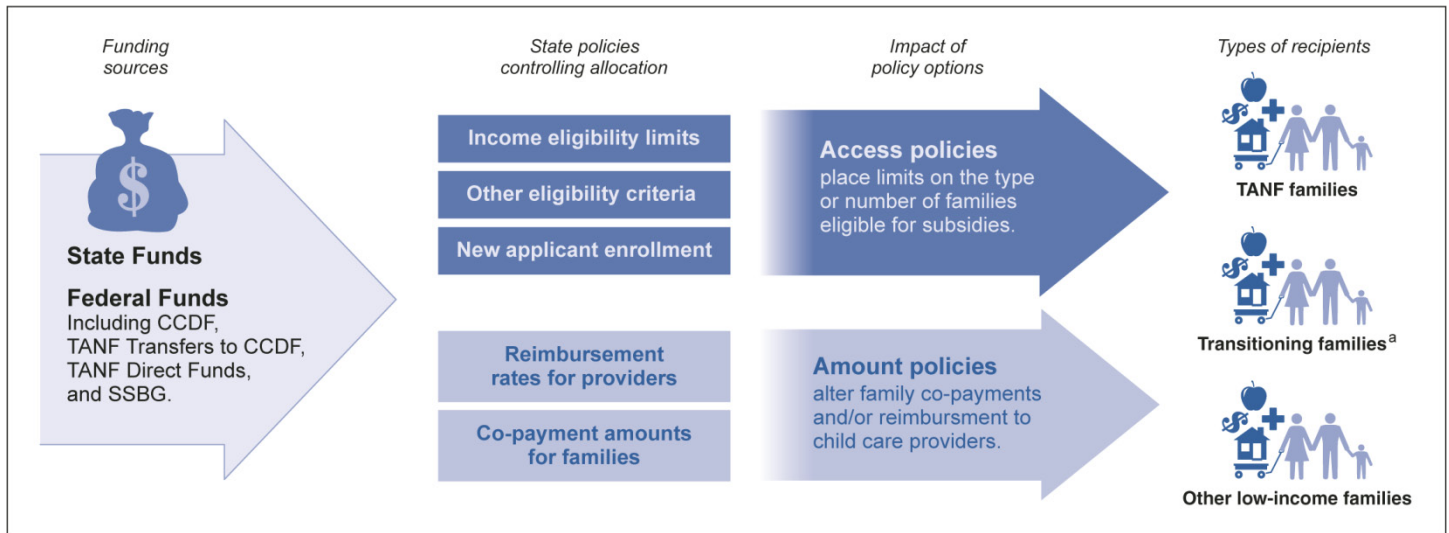 Funding
sources
State policies
controlling allocation
Impact of
policy options
Types of recipients
$
State Funds
Federal Funds
Including CCDF,
TANF Transfers to CCDF,
TANF Direct Funds,
and SSBG.
Income eligibility limits
Other eligibility criteria
New applicant enrollment
Reimbursement
rates for providers
Co-payment amounts
for families
Access policies
place limits on the type
or number of families
eligible for subsidies.
Amount policies
alter family co-payments
and/or reimbursment to
child care providers.
$
TANF families
$
Transitioning familiesª
$
Other low-income families